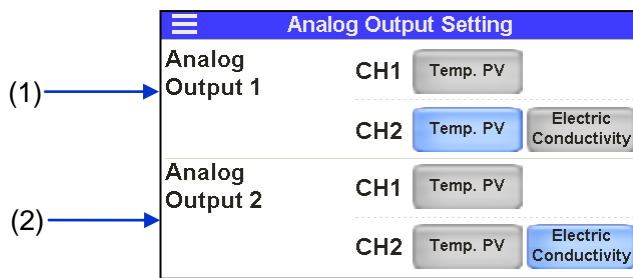 Analog Output Setting
(1)
Analog
Output 1
CH1 Temp. PV
CH2 Temp. PV Electric
Conductivity
(2)
Analog
Output 2
CH1 Temp. PV
CH2 Temp. PV Electric
Conductivity